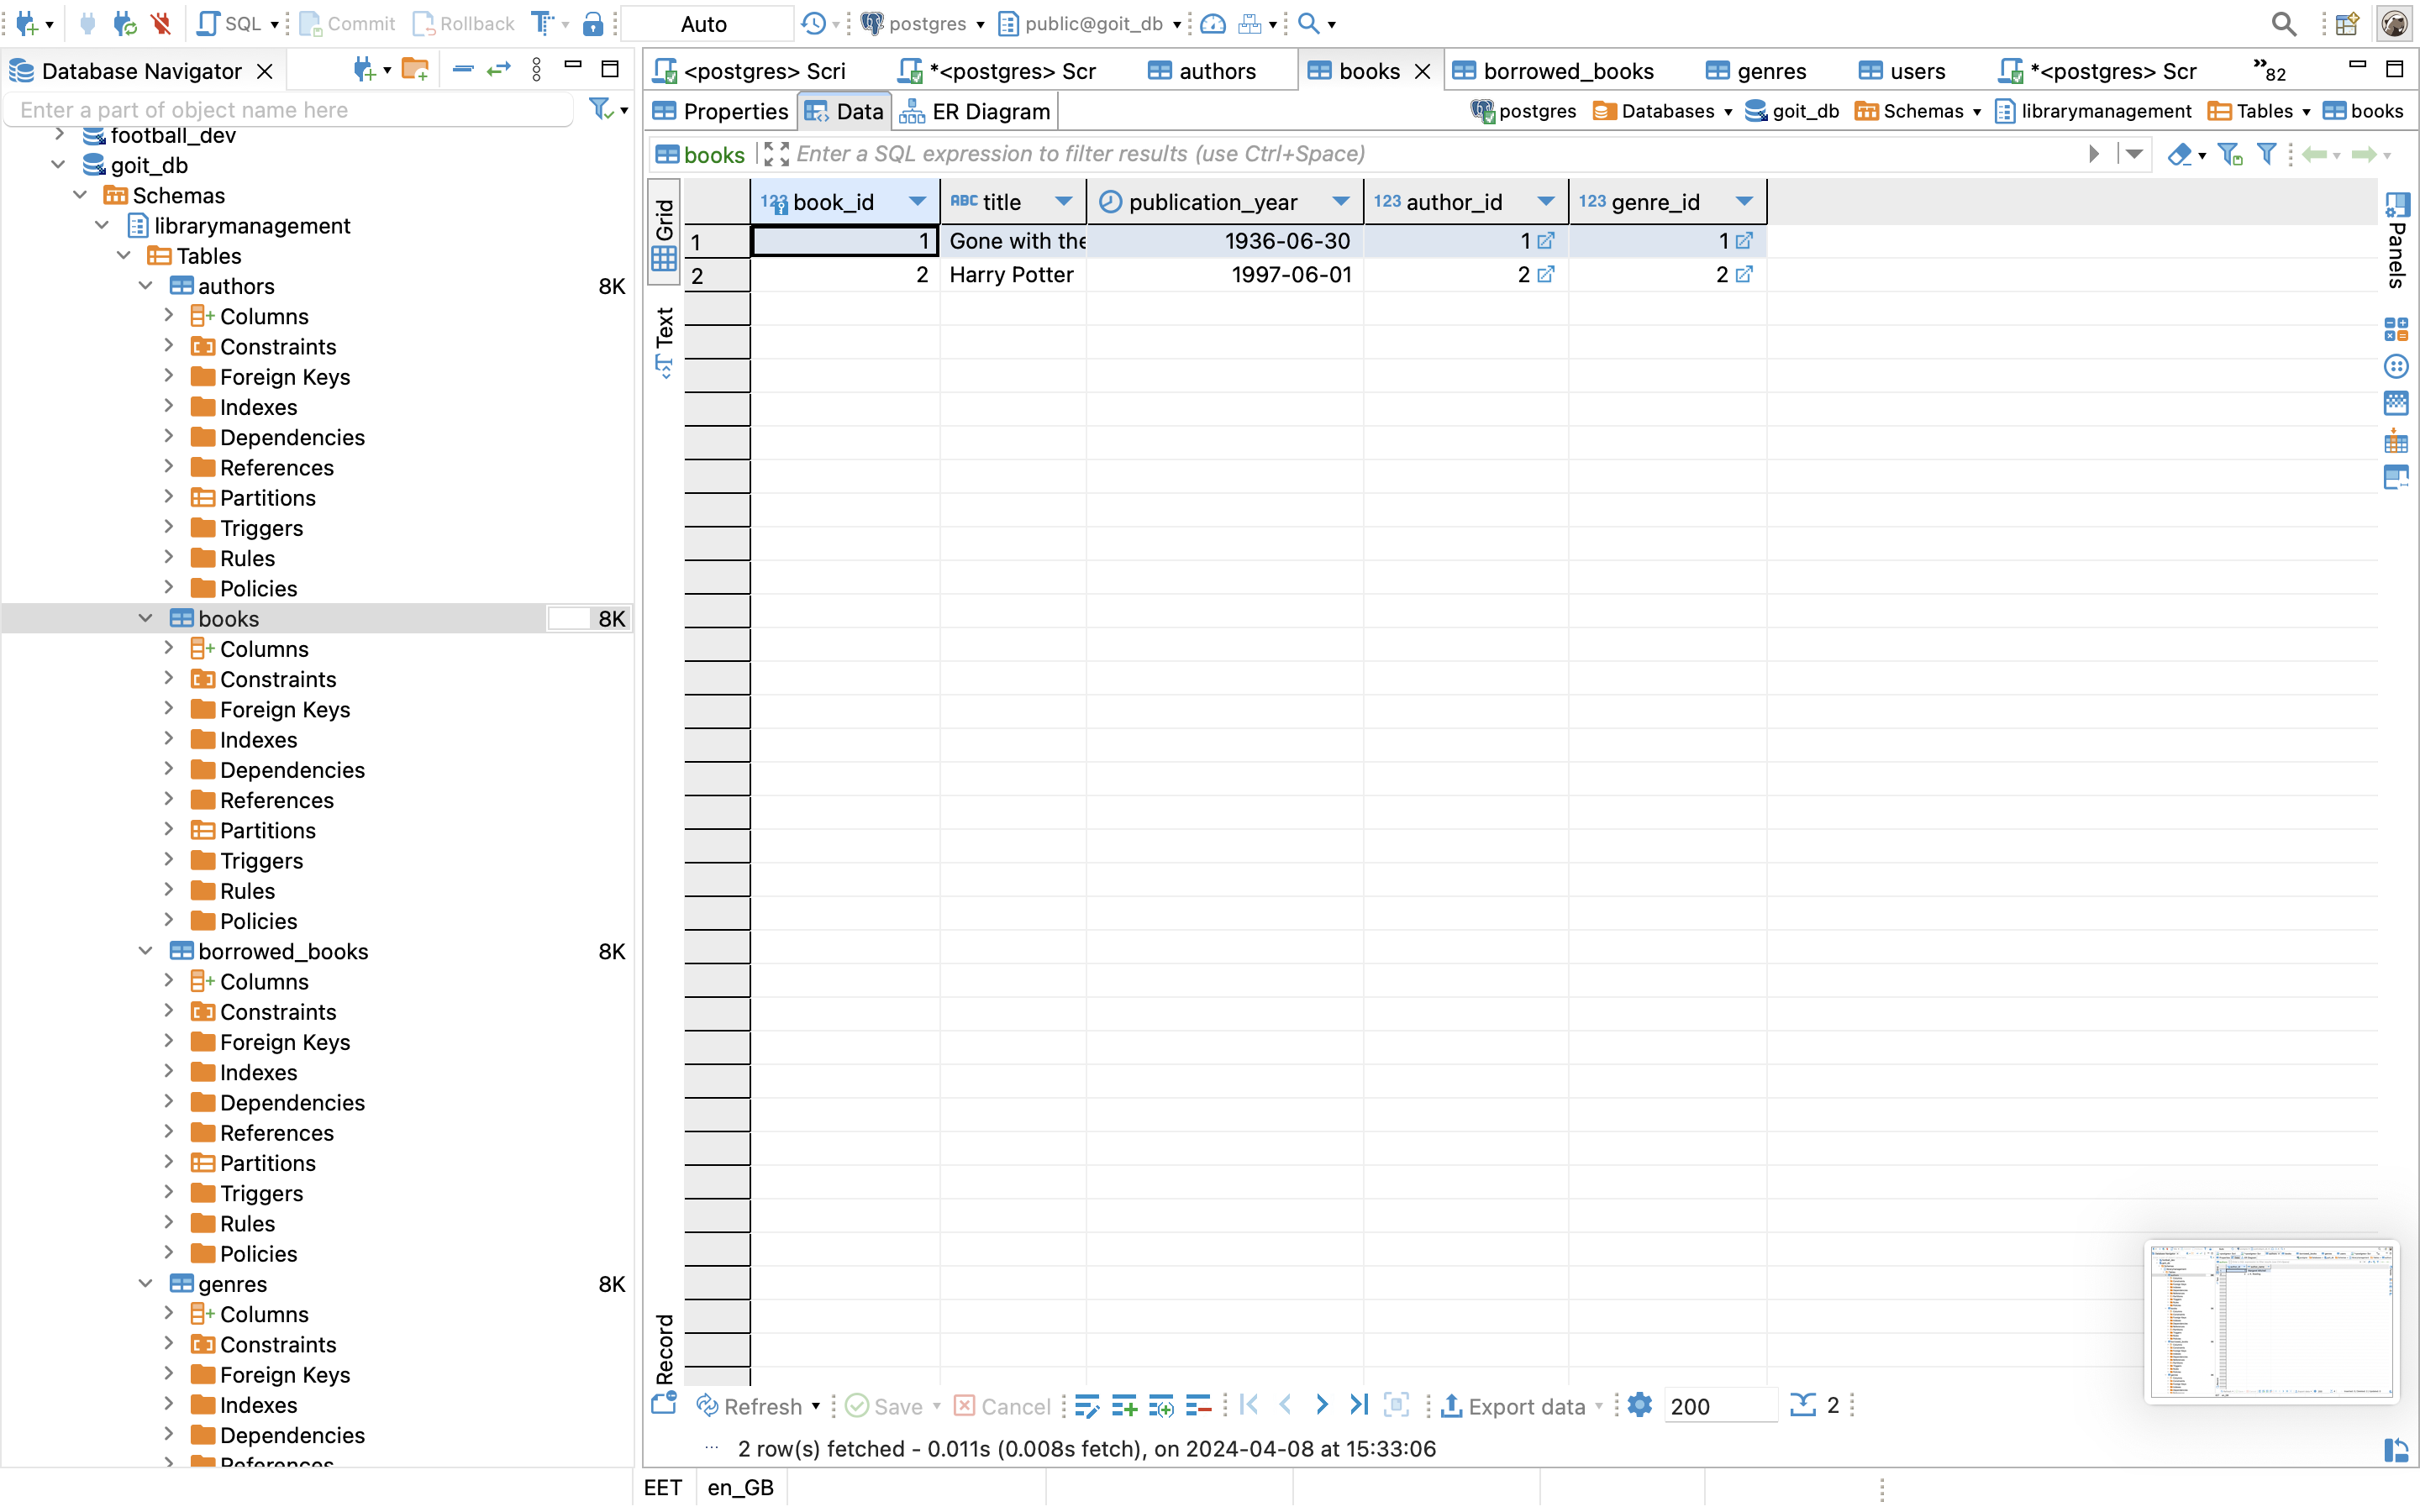 SQL Commit Rollback Auto postgres public@goit_db
Database Navigator
Enter a part of object name here
football_dev
goit_db
Schemas
librarymanagement
Tables
authors 8K
Columns
Constraints
Foreign Keys
Indexes
Dependencies
References
Partitions
Triggers
Rules
Policies
books 8K
Columns
Constraints
Foreign Keys
Indexes
Dependencies
References
Partitions
Triggers
Rules
Policies
borrowed_books 8K
Columns
Constraints
Foreign Keys
Indexes
Dependencies
References
Partitions
Triggers
Rules
Policies
genres 8K
Columns
Constraints
Foreign Keys
Indexes
Dependencies
References
<postgres> Scri *<postgres> Scr authors books borrowed_books genres users *<postgres> Scr »82
Properties Data ER Diagram postgres Databases goit_db Schemas librarymanagement Tables books
books Enter a SQL expression to filter results (use Ctrl+Space)
Grid
Text
Record
123 book_id ABC title publication_year 123 author_id 123 genre_id
1 1 Gone with the 1936-06-30 1 1
2 2 Harry Potter 1997-06-01 2 2
Panels
Refresh Save Cancel Export data 200 2
2 row(s) fetched - 0.011s (0.008s fetch), on 2024-04-08 at 15:33:06
EET en_GB